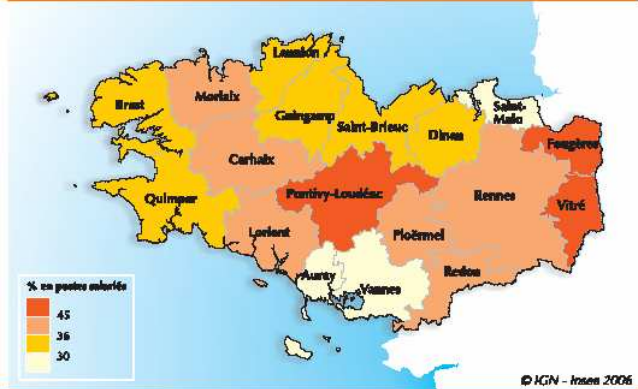 Lannion
Brest
Morlaix
Guingamp
Saint-Brieuc
Dinan
Saint-
Malo
Fougères
Carhaix
Quimper
Pontivy-Loudéac
Rennes
Vitré
Lorient
Ploërmel
Auray
Vannes
Redon
% en postes salariés
45
36
30
© IGN - Insee 2006